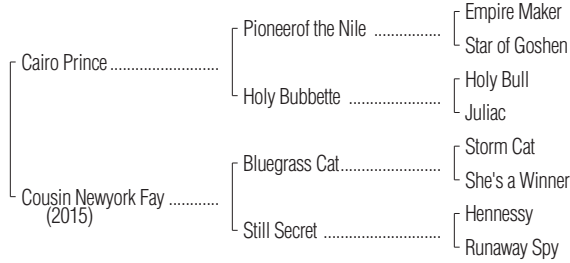 Empire Maker
Pioneerof the Nile ................
Star of Goshen
Cairo Prince ..........................
Holy Bull
Holy Bubbette ......................
Juliac
Storm Cat
Bluegrass Cat........................
She's a Winner
Cousin Newyork Fay ............
(2015)
Hennessy
Still Secret ............................
Runaway Spy